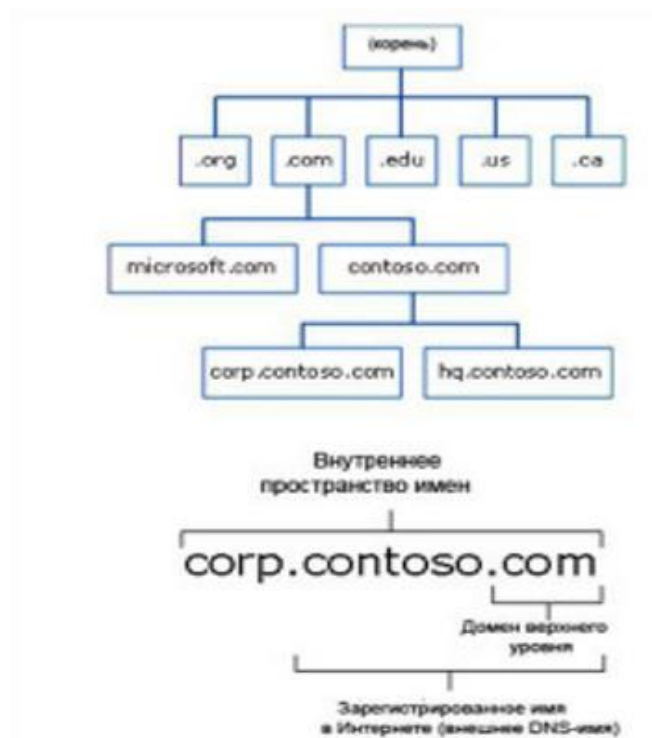 (корень)
.org .com .edu .us .ca
microsoft.com contoso.com
corp.contoso.com hq.contoso.com
Внутреннее
пространство имен
corp.contoso.com
Домен верхнего
уровня
Зарегистрированное имя
в Интернете (внешнее DNS-имя)